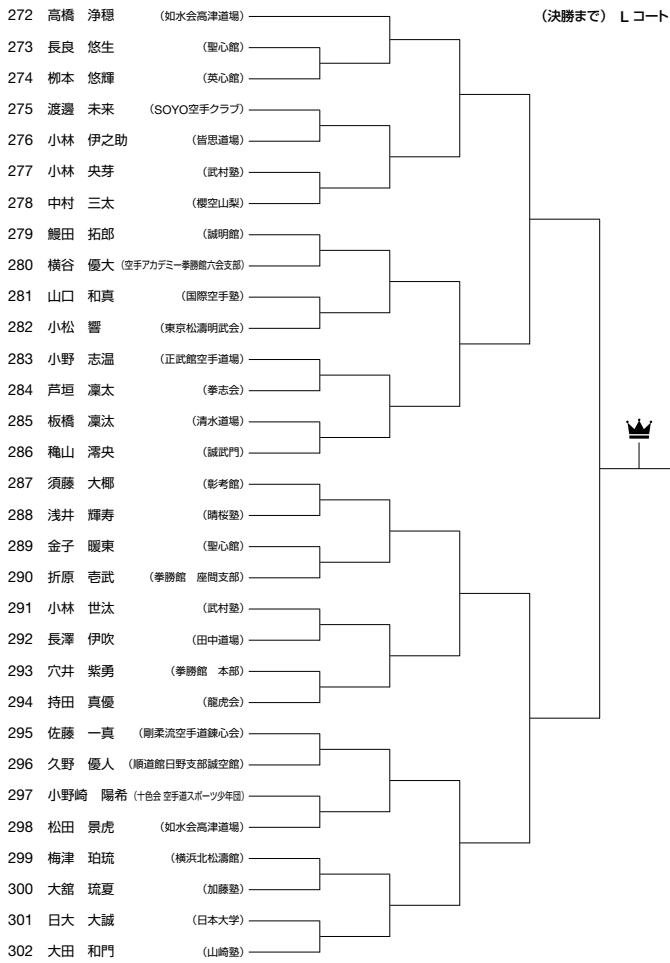 (決勝まで) L コート
272 高橋 浄穏 (如水会高津道場)
273 長良 悠生 (聖心館)
274 栁本 悠輝 (英心館)
275 渡邉 未来 (SOYO空手クラブ)
276 小林 伊之助 (皆思道場)
277 小林 央芽 (武村塾)
278 中村 三太 (櫻空山梨)
279 鰻田 拓郎 (誠明館)
280 横谷 優大 (空手アカデミー拳勝館六会支部)
281 山口 和真 (国際空手塾)
282 小松 響 (東京松濤明武会)
283 小野 志温 (正武館空手道場)
284 芦垣 凜太 (拳志会)
285 板橋 凜汰 (清水道場)
286 穐山 澪央 (誠武門)
287 須藤 大椰 (彰考館)
288 浅井 輝寿 (晴桜塾)
289 金子 暖東 (聖心館)
290 折原 壱武 (拳勝館 座間支部)
291 小林 世汰 (武村塾)
292 長澤 伊吹 (田中道場)
293 穴井 紫勇 (拳勝館 本部)
294 持田 真優 (龍虎会)
295 佐藤 一真 (剛柔流空手道錬心会)
296 久野 優人 (順道館日野支部誠空館)
297 小野崎 陽希 (十色会 空手道スポーツ少年団)
298 松田 景虎 (如水会高津道場)
299 梅津 珀琉 (横浜北松濤館)
300 大舘 琉夏 (加藤塾)
301 日大 大誠 (日本大学)
302 大田 和門 (山崎塾)